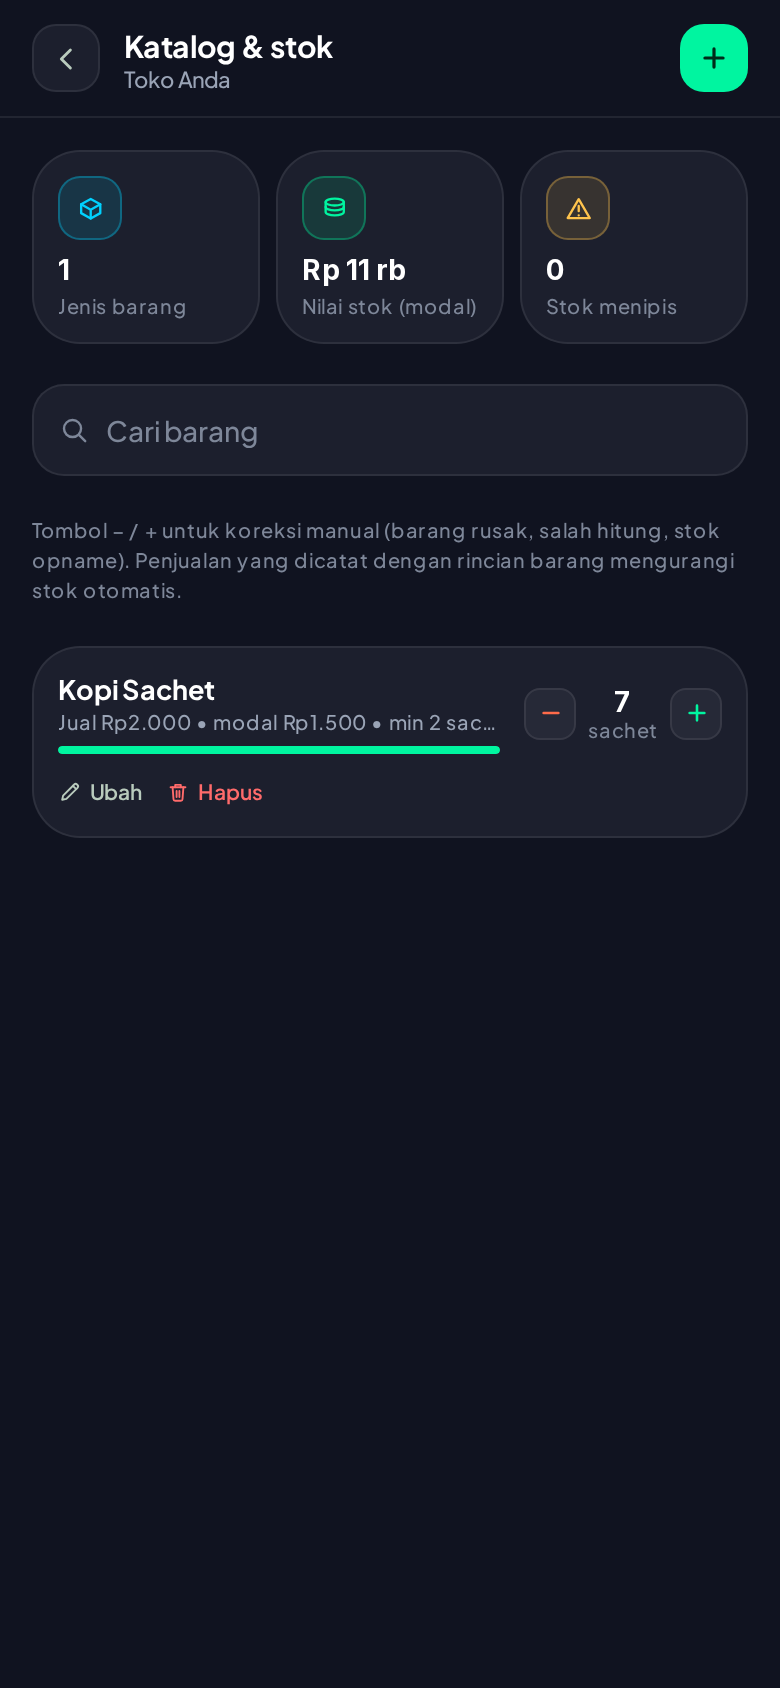 Katalog & stok
Toko Anda
1
Jenis barang
Rp 11 rb
Nilai stok (modal)
0
Stok menipis
Cari barang
Tombol – / + untuk koreksi manual (barang rusak, salah hitung, stok
opname). Penjualan yang dicatat dengan rincian barang mengurangi
stok otomatis.
Kopi Sachet
Jual Rp2.000 • modal Rp1.500 • min 2 sac…
7
sachet
Ubah
Hapus